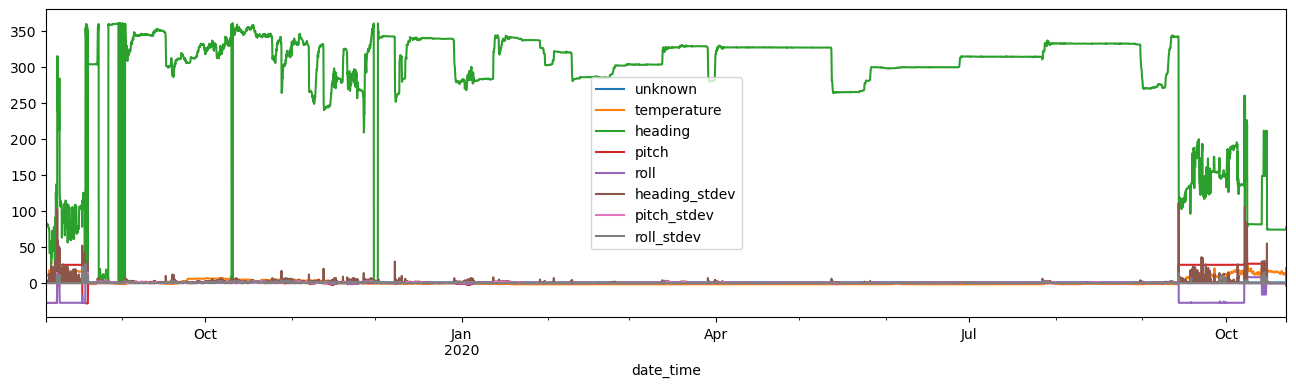 350
300
250
200
150
100
50
0
unknown
temperature
heading
pitch
roll
heading_stdev
pitch_stdev
roll_stdev
Oct Jan Apr Jul Oct
2020
date_time